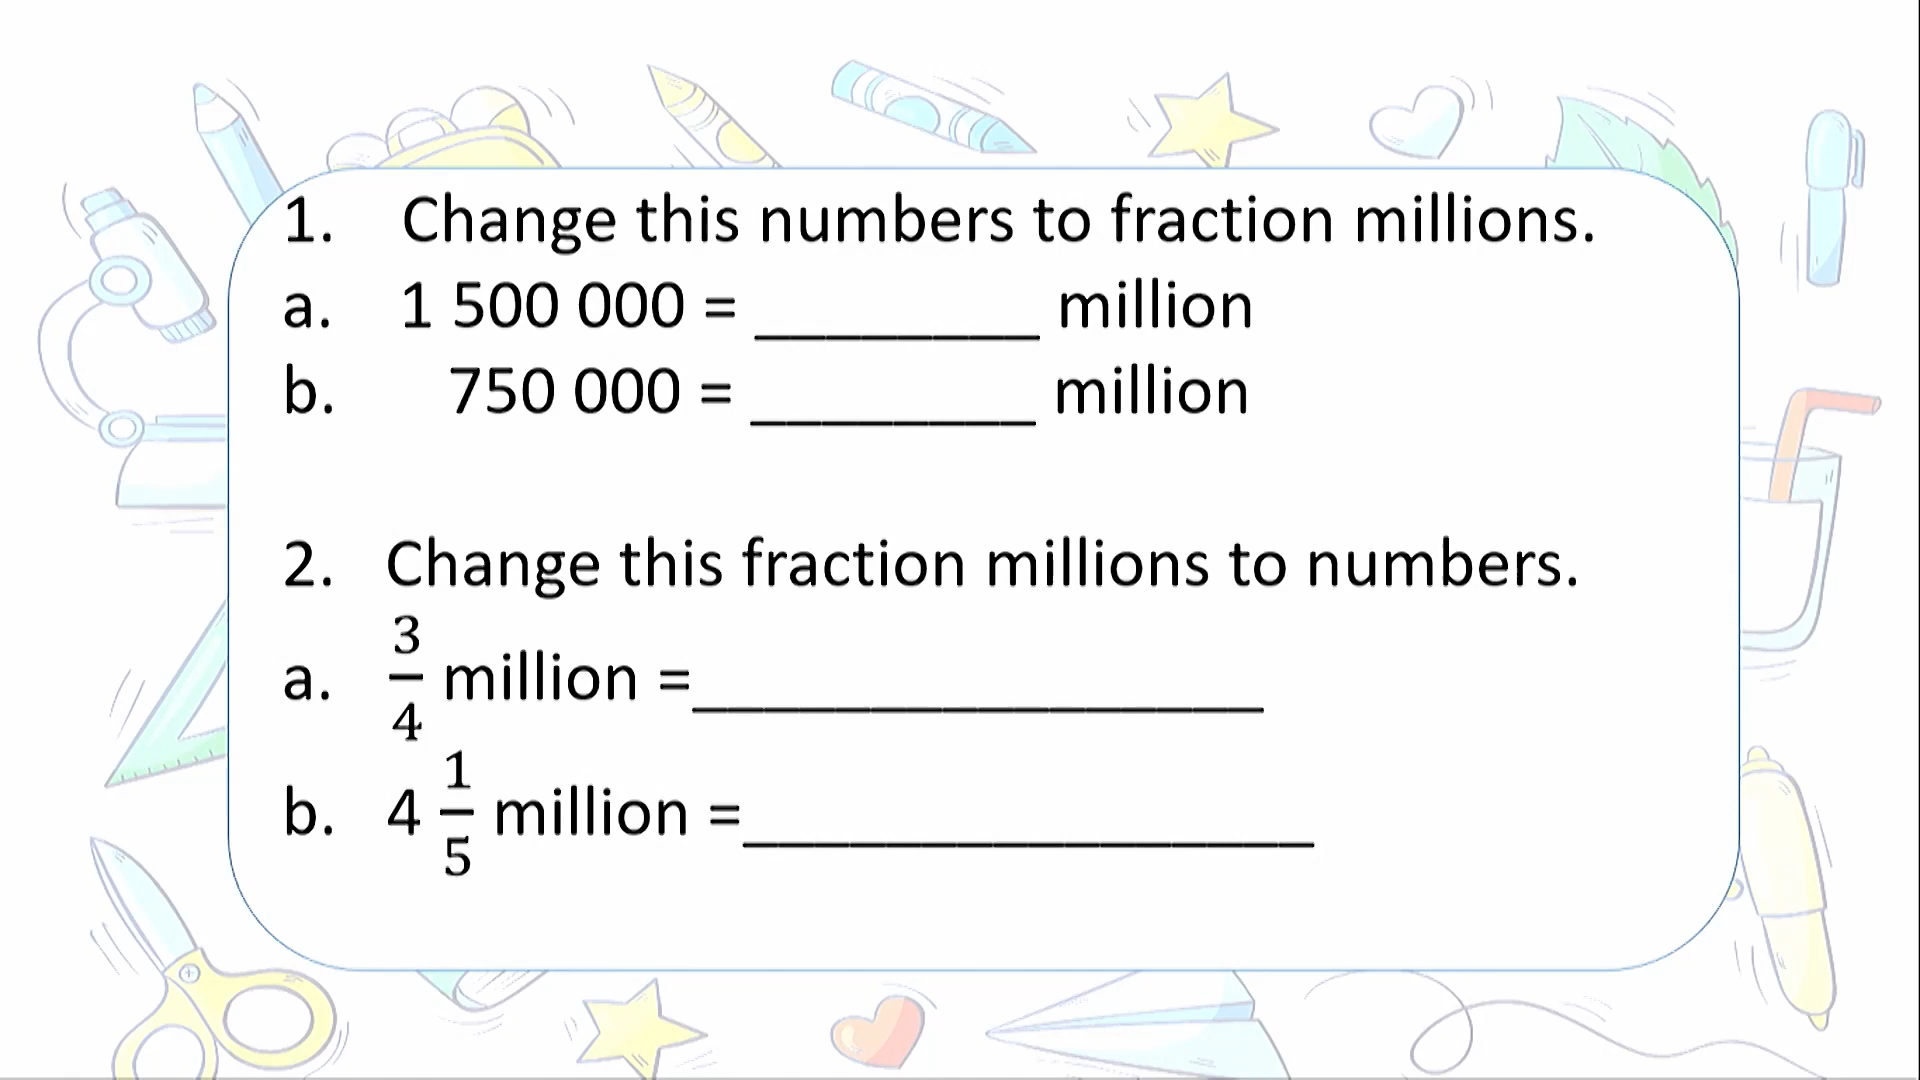 1. Change this numbers to fraction millions.
a. 1 500 000 = ________ million
b. 750 000 = ________ million
2. Change this fraction millions to numbers.
a. 3/4 million =________________
b. 4 1/5 million =________________